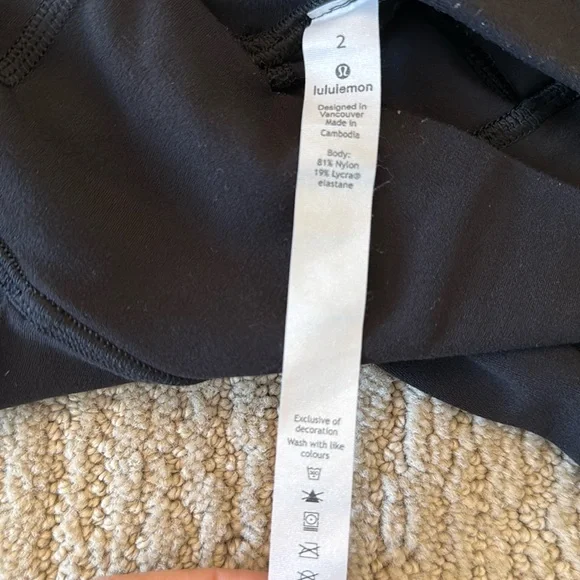 2
lululemon
Designed in
Vancouver
Made in
Cambodia
Body:
81% Nylon
19% Lycra®
elastane
Exclusive of
decoration
Wash with like
colours